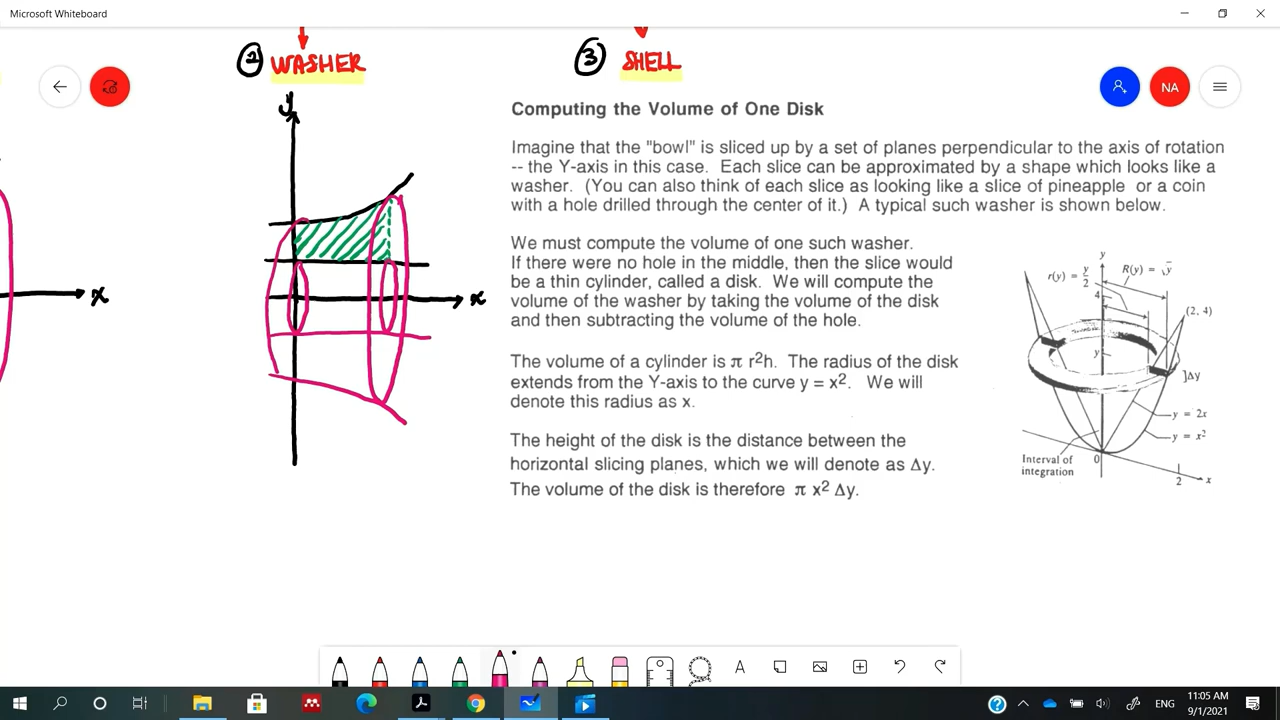 Microsoft Whiteboard
② WASHER
③ SHELL
NA
y
x
x
Computing the Volume of One Disk
Imagine that the "bowl" is sliced up by a set of planes perpendicular to the axis of rotation
-- the Y-axis in this case. Each slice can be approximated by a shape which looks like a
washer. (You can also think of each slice as looking like a slice of pineapple or a coin
with a hole drilled through the center of it.) A typical such washer is shown below.
We must compute the volume of one such washer.
If there were no hole in the middle, then the slice would
be a thin cylinder, called a disk. We will compute the
volume of the washer by taking the volume of the disk
and then subtracting the volume of the hole.
The volume of a cylinder is π r²h. The radius of the disk
extends from the Y-axis to the curve y = x². We will
denote this radius as x.
The height of the disk is the distance between the
horizontal slicing planes, which we will denote as Δy.
The volume of the disk is therefore π x² Δy.
y
R(y) = √y
r(y) = y/2
4
(2, 4)
y
]Δy
y = 2x
y = x²
Interval of
integration
0
2
x
A
ENG
11:05 AM
9/1/2021